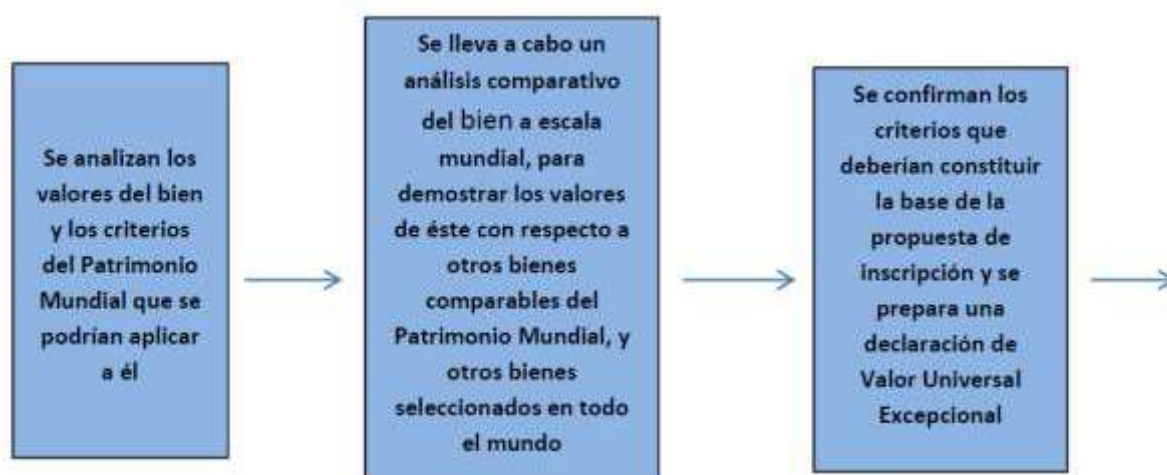 Se analizan los
valores del bien
y los criterios
del Patrimonio
Mundial que se
podrían aplicar
a él
Se lleva a cabo un
análisis comparativo
del bien a escala
mundial, para
demostrar los valores
de éste con respecto a
otros bienes
comparables del
Patrimonio Mundial, y
otros bienes
seleccionados en todo
el mundo
Se confirman los
criterios que
deberían constituir
la base de la
propuesta de
inscripción y se
prepara una
declaración de
Valor Universal
Excepcional